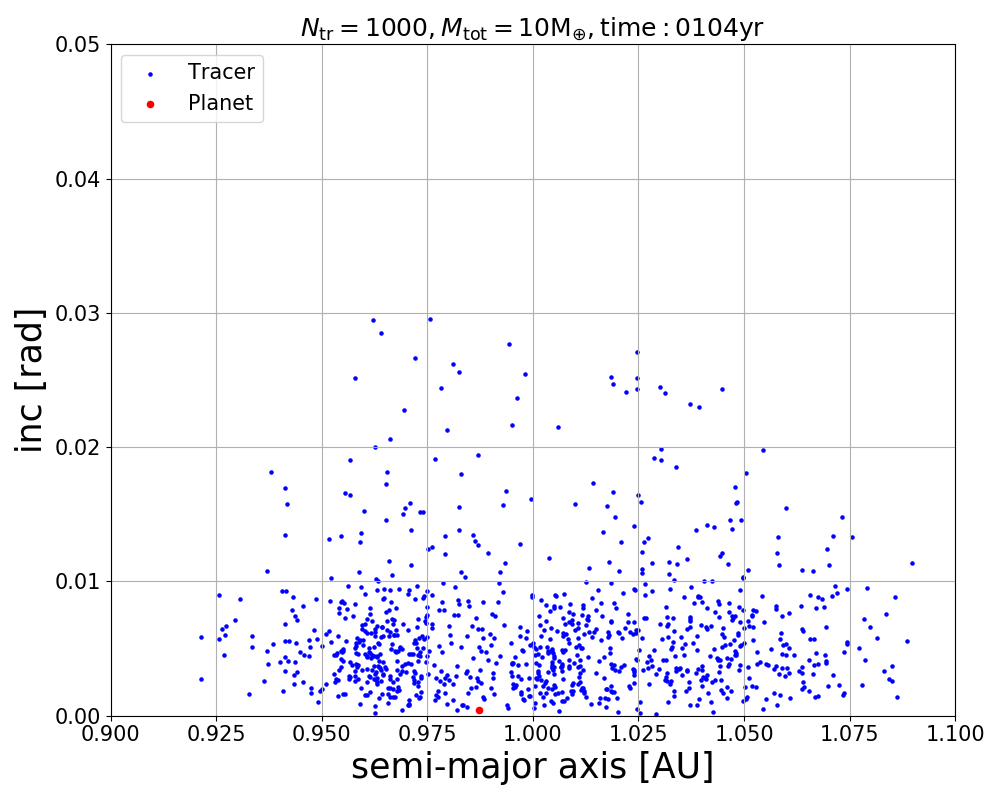 N_tr = 1000, M_tot = 10M_⊕, time : 0104yr
0.05
Tracer
Planet
0.04
0.03
0.02
0.01
0.00
inc [rad]
0.900 0.925 0.950 0.975 1.000 1.025 1.050 1.075 1.100
semi-major axis [AU]